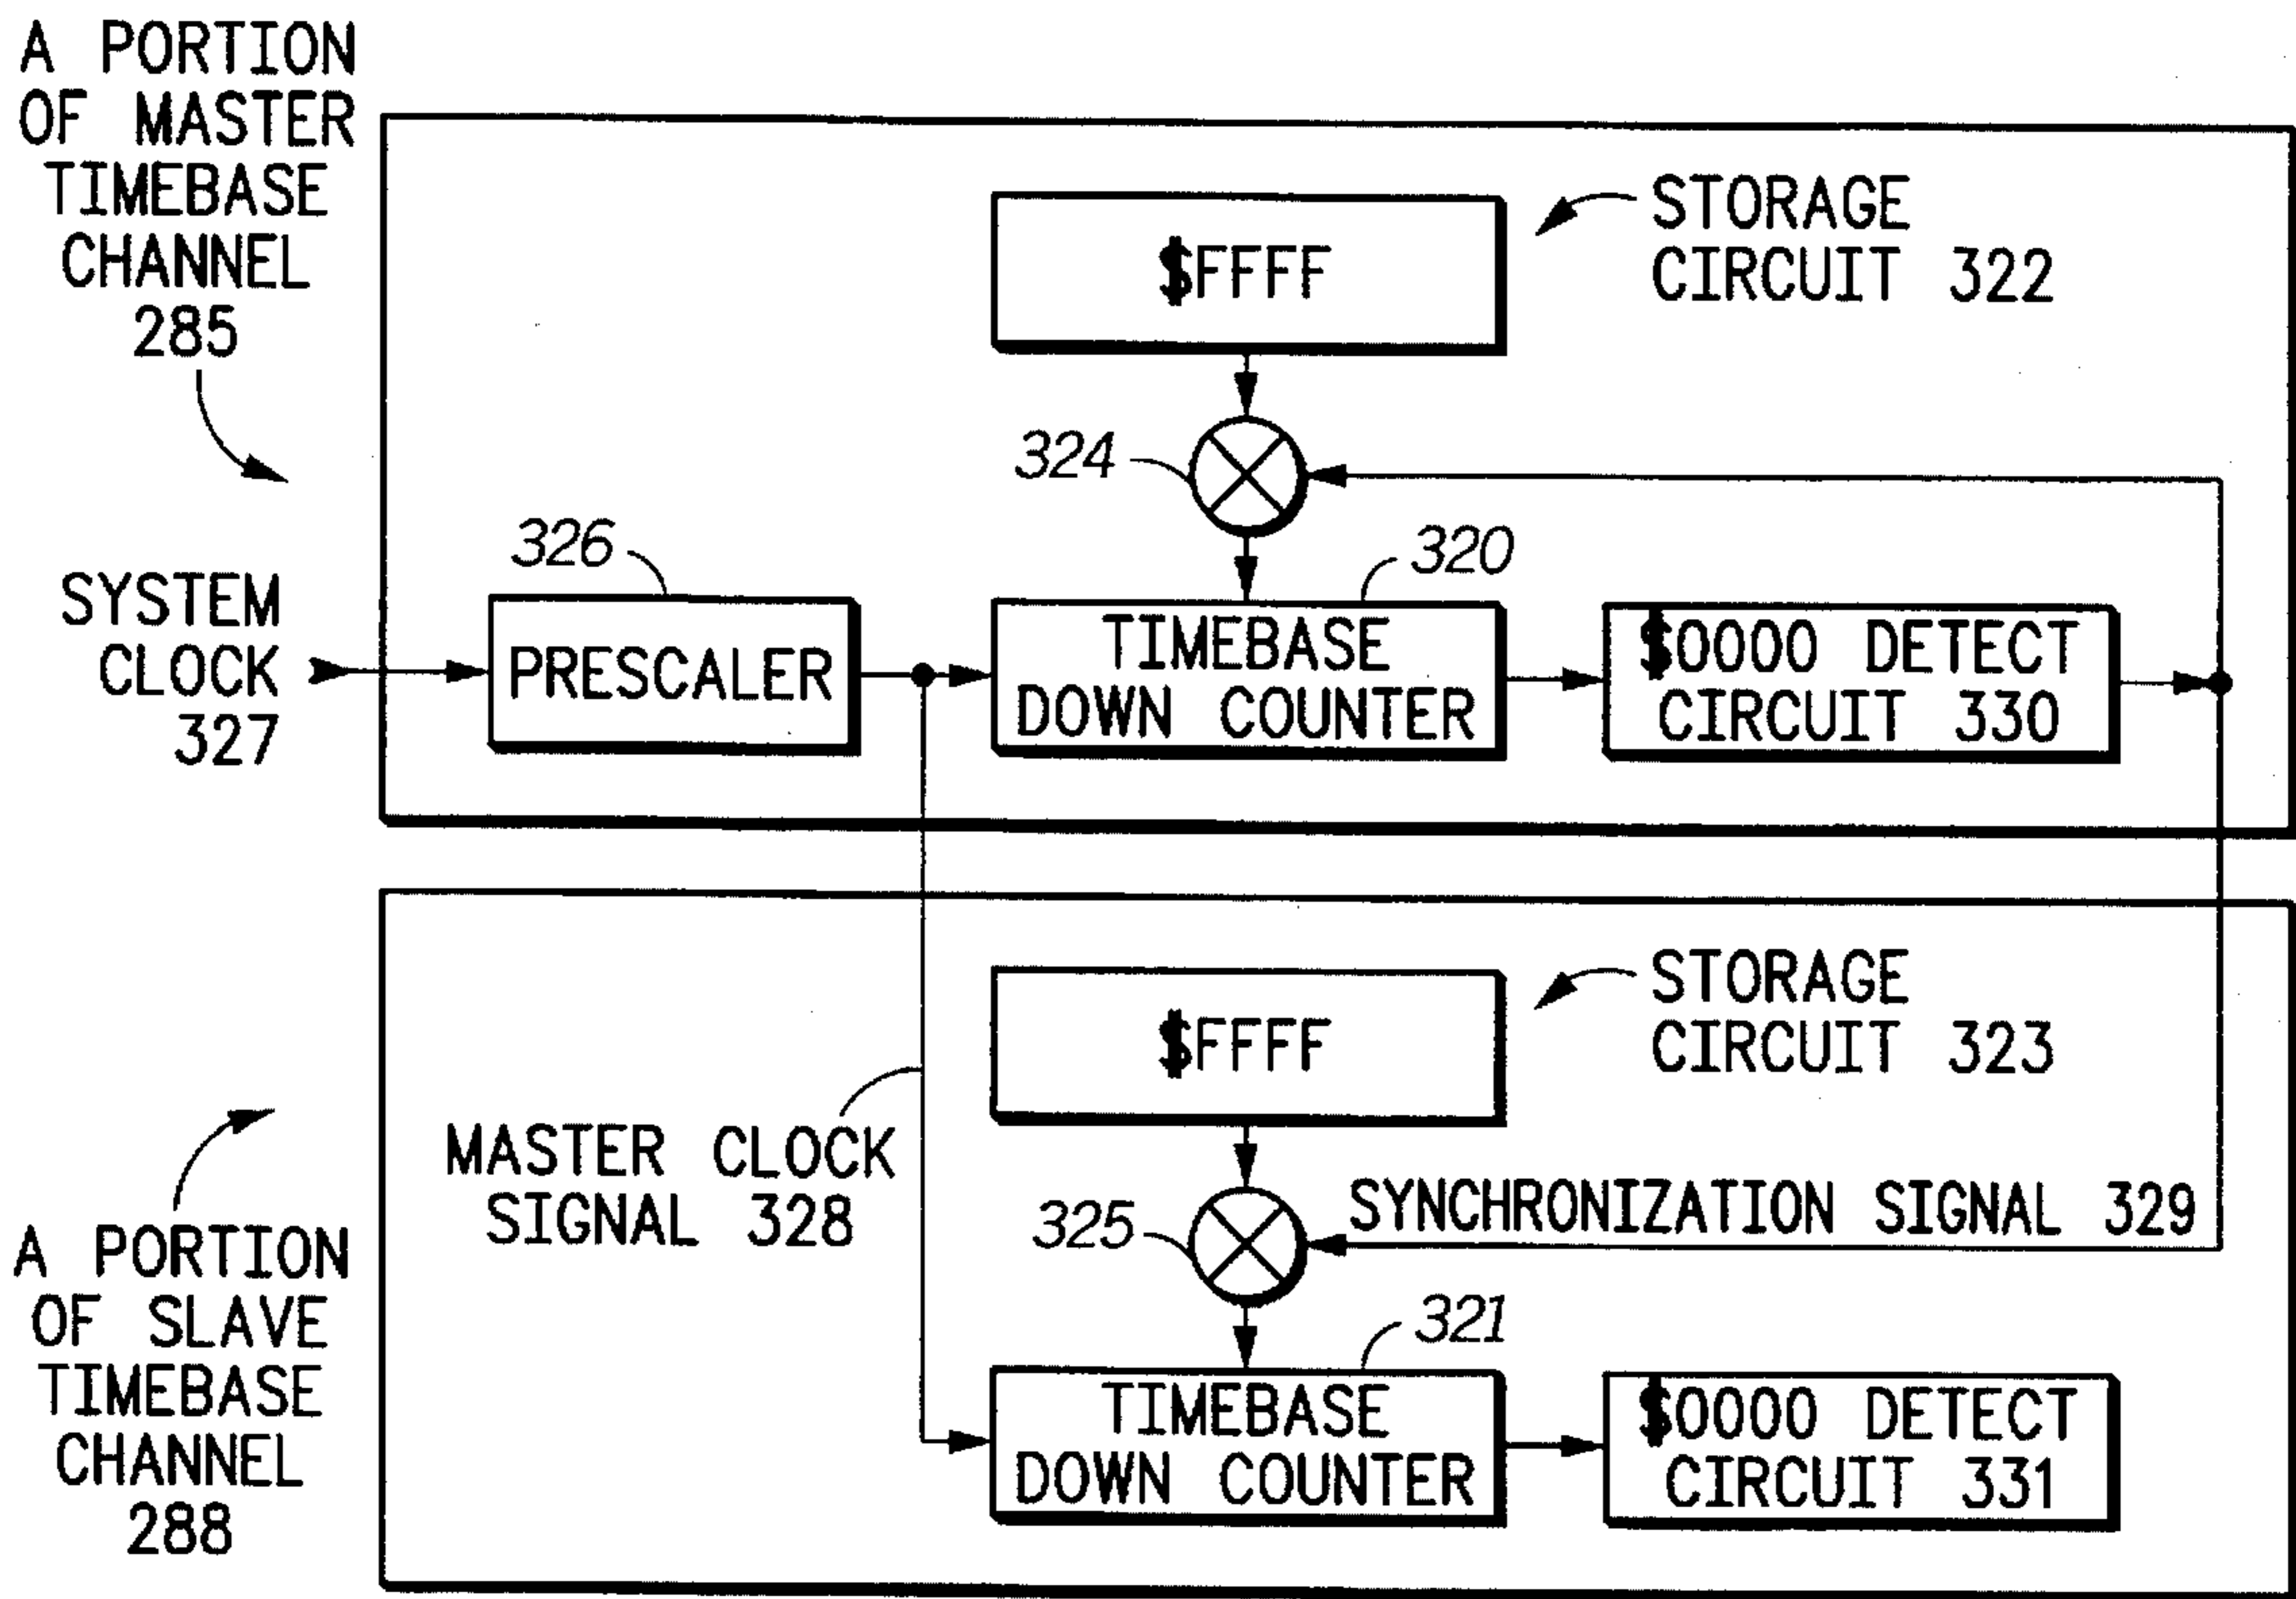 A PORTION
OF MASTER
TIMEBASE
CHANNEL
285
$FFFF
STORAGE
CIRCUIT 322
324
326
320
SYSTEM
CLOCK
327
PRESCALER
TIMEBASE
DOWN COUNTER
$0000 DETECT
CIRCUIT 330
$FFFF
STORAGE
CIRCUIT 323
MASTER CLOCK
SIGNAL 328
325
SYNCHRONIZATION SIGNAL 329
A PORTION
OF SLAVE
TIMEBASE
CHANNEL
288
321
TIMEBASE
DOWN COUNTER
$0000 DETECT
CIRCUIT 331